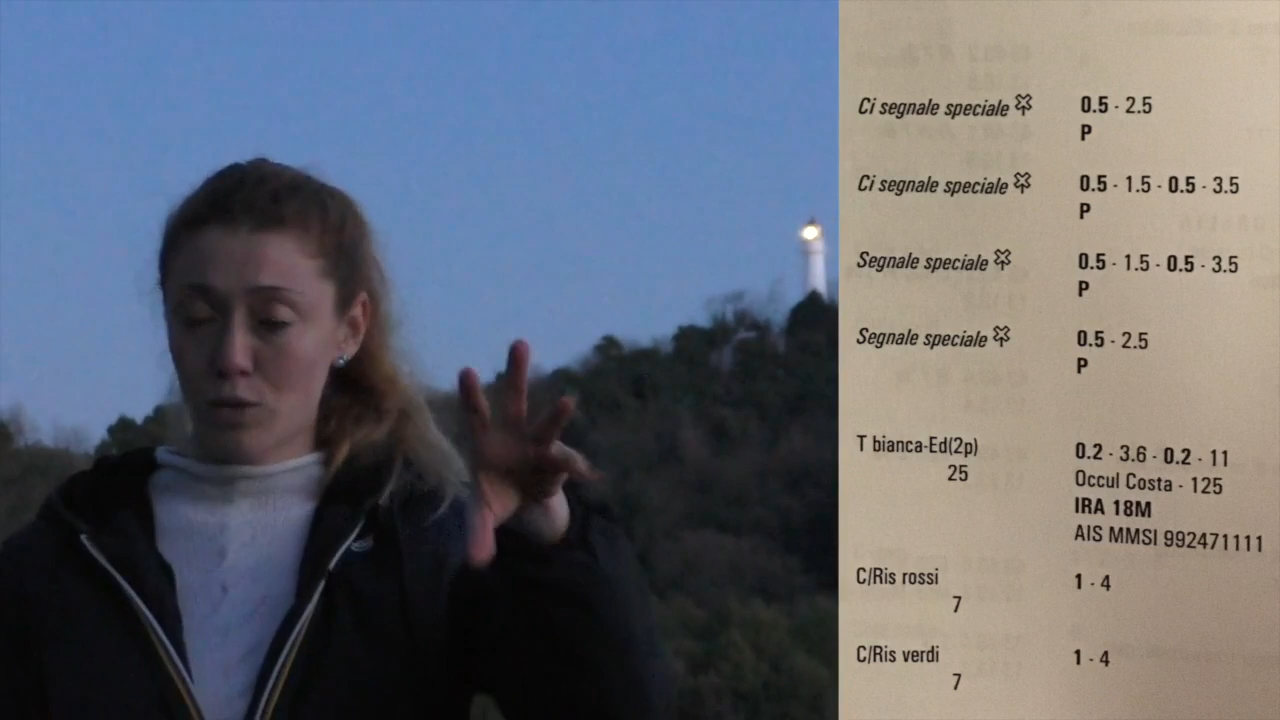 Ci segnale speciale 0.5 - 2.5
P
Ci segnale speciale 0.5 - 1.5 - 0.5 - 3.5
P
Segnale speciale 0.5 - 1.5 - 0.5 - 3.5
P
Segnale speciale 0.5 - 2.5
P
T bianca-Ed(2p) 0.2 - 3.6 - 0.2 - 11
25 Occul Costa - 125
IRA 18M
AIS MMSI 992471111
C/Ris rossi 1 - 4
7
C/Ris verdi 1 - 4
7